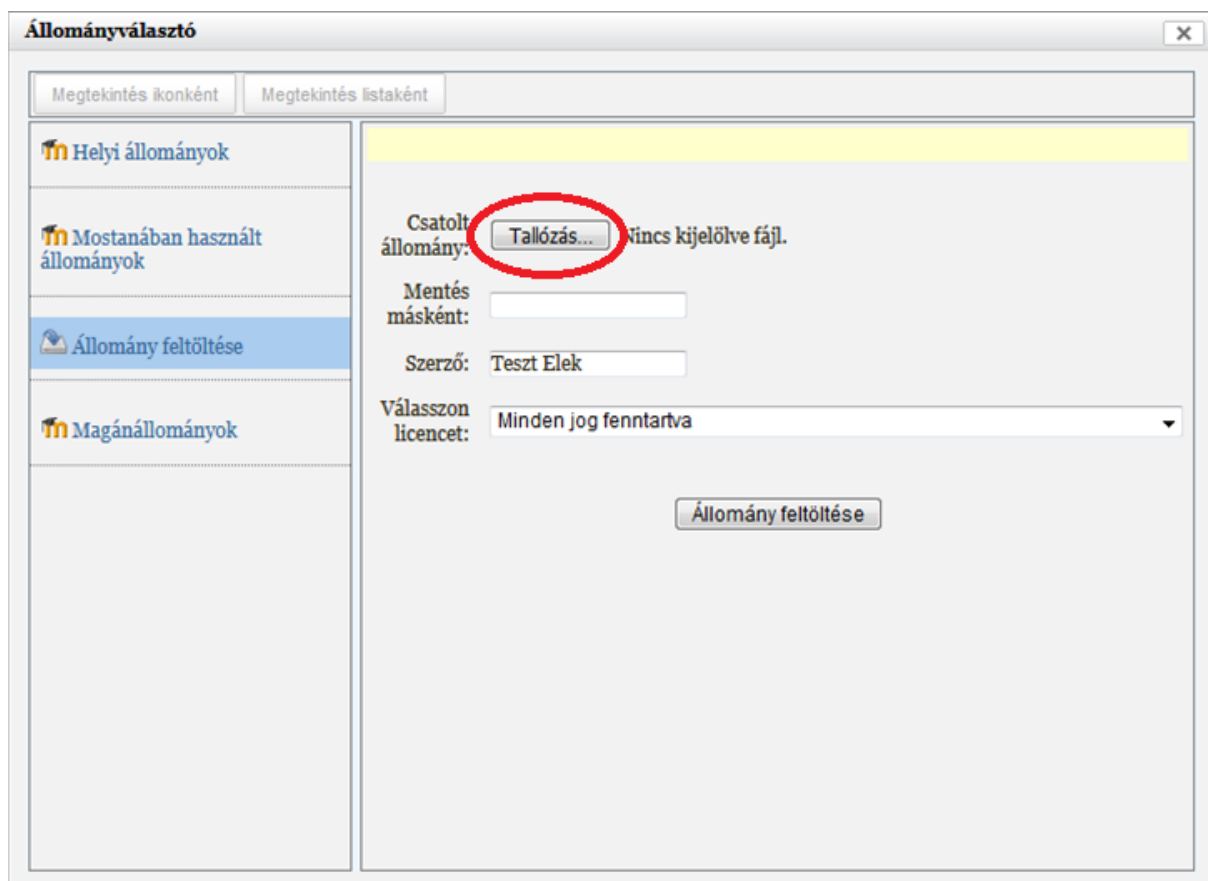 Állományválasztó
Megtekintés ikonként
Megtekintés listaként
Helyi állományok
Mostanában használt
állományok
Állomány feltöltése
Magánállományok
Csatolt
állomány:
Tallózás...
Nincs kijelölve fájl.
Mentés
másként:
Szerző:
Teszt Elek
Válasszon
licencet:
Minden jog fenntartva
Állomány feltöltése